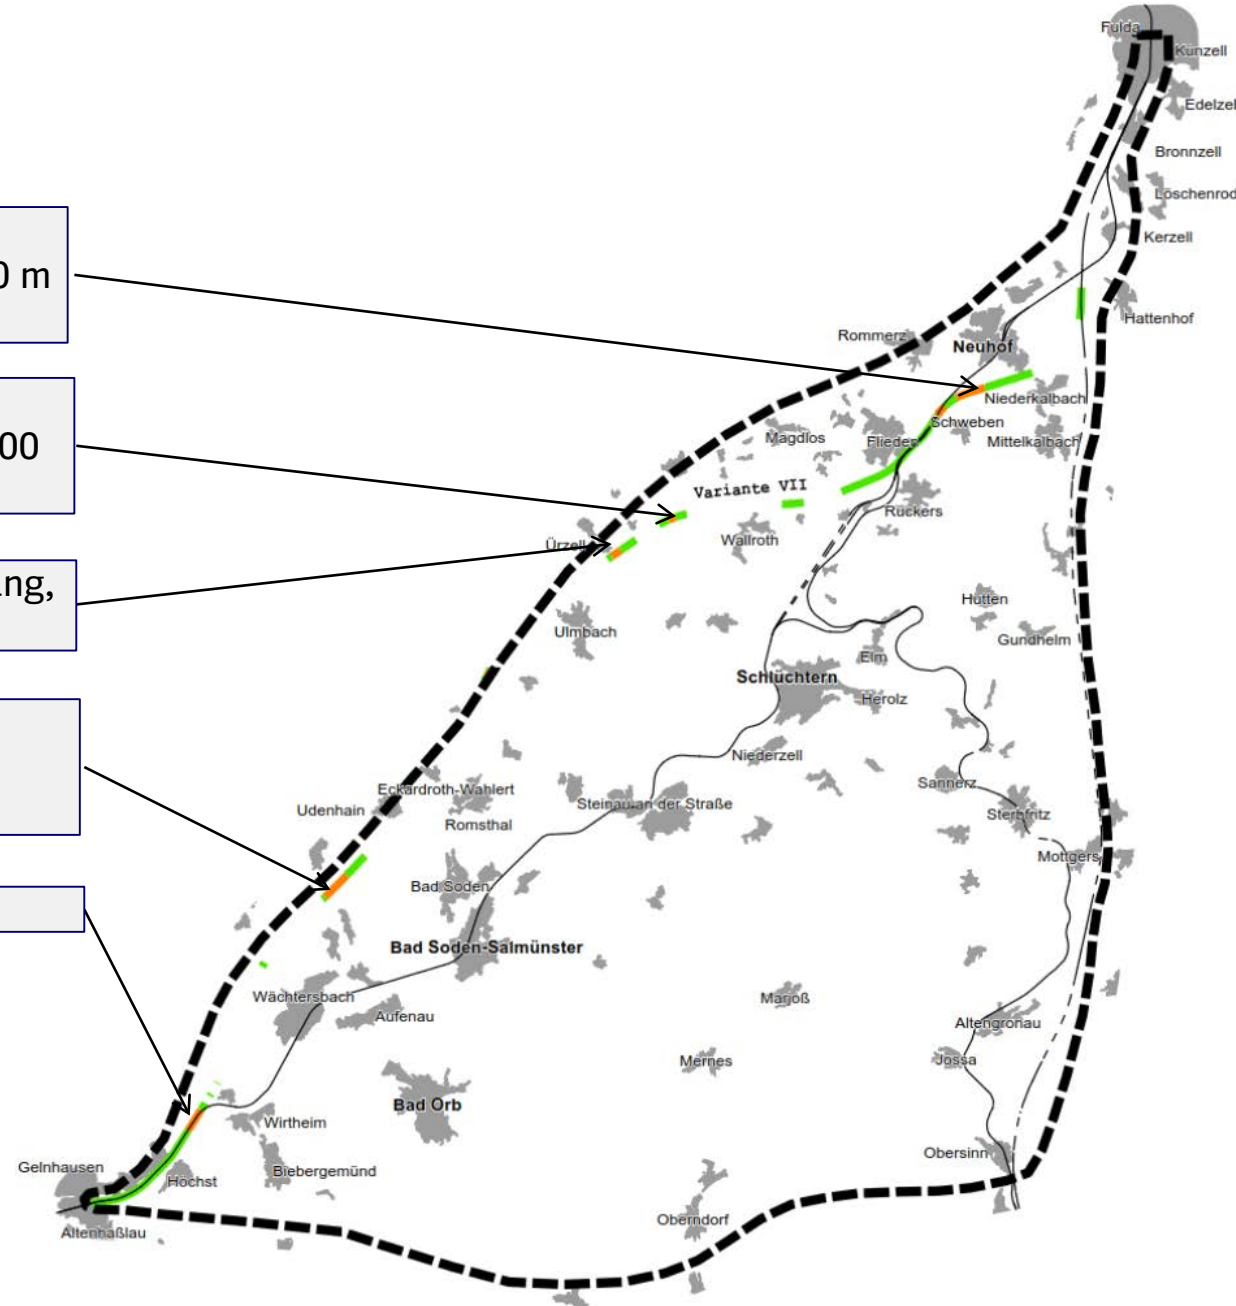 Fulda
Künzell
Edelzel
Bronnzell
Löschenrod
Kerzell
0 m
Hattenhof
Rommerz
Neuhof
Niederkalbach
Schweben
00
Magdlos
Flieden
Mittelkalbach
Variante VII
Rückers
Ürzell
Wallroth
ang,
Hutten
Ulmbach
Gundhelm
Elm
Schlüchtern
Herolz
Niederzell
Sannerz
Eckardroth-Wahlert
Udenhain
Steinau an der Straße
Romsthal
Sterbfritz
Mottgers
Bad Soden
Bad Soden-Salmünster
Wächtersbach
Marjoß
Aufenau
Altengronau
Mernes
Jossa
Bad Orb
Wirtheim
Obersinn
Gelnhausen
Biebergemünd
Höchst
Oberndorf
Altenhaßlau